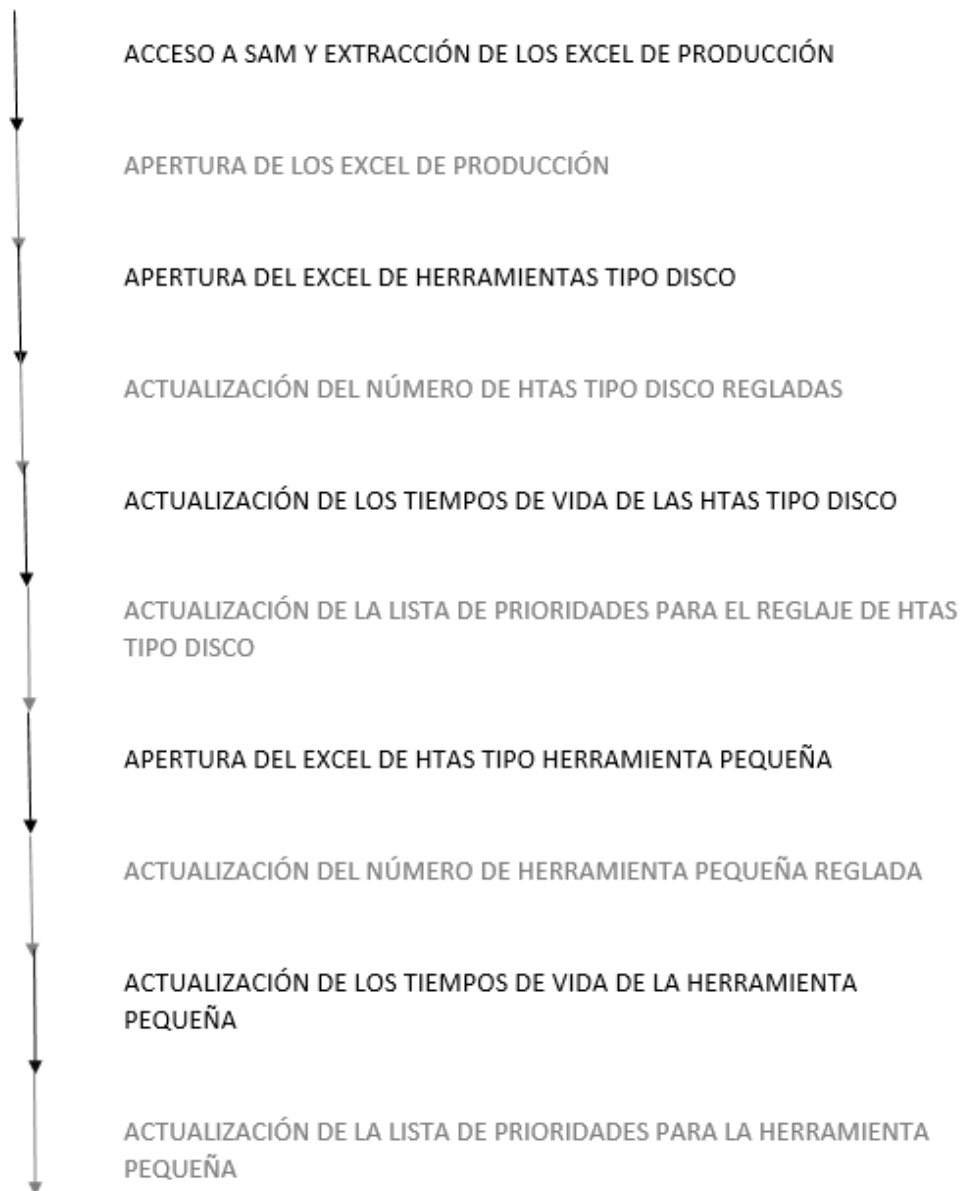 ACCESO A SAM Y EXTRACCIÓN DE LOS EXCEL DE PRODUCCIÓN
APERTURA DE LOS EXCEL DE PRODUCCIÓN
APERTURA DEL EXCEL DE HERRAMIENTAS TIPO DISCO
ACTUALIZACIÓN DEL NÚMERO DE HTAS TIPO DISCO REGLADAS
ACTUALIZACIÓN DE LOS TIEMPOS DE VIDA DE LAS HTAS TIPO DISCO
ACTUALIZACIÓN DE LA LISTA DE PRIORIDADES PARA EL REGLAJE DE HTAS
TIPO DISCO
APERTURA DEL EXCEL DE HTAS TIPO HERRAMIENTA PEQUEÑA
ACTUALIZACIÓN DEL NÚMERO DE HERRAMIENTA PEQUEÑA REGLADA
ACTUALIZACIÓN DE LOS TIEMPOS DE VIDA DE LA HERRAMIENTA
PEQUEÑA
ACTUALIZACIÓN DE LA LISTA DE PRIORIDADES PARA LA HERRAMIENTA
PEQUEÑA